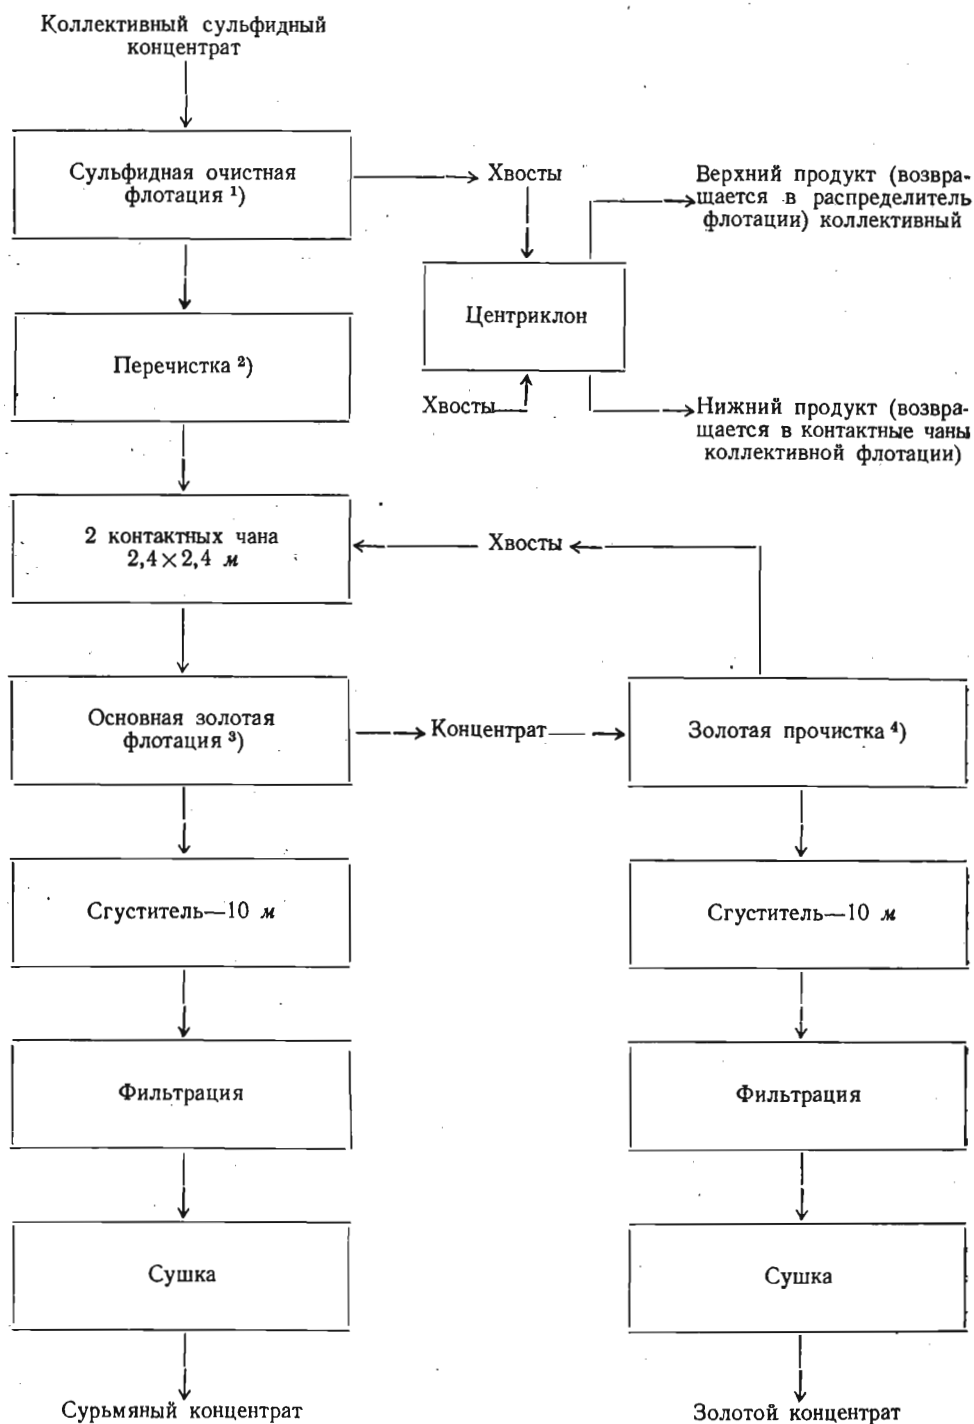 Коллективный сульфидный
концентрат
Сульфидная очистная
флотация ¹)
Хвосты
Верхний продукт (возвра-
щается в распределитель
флотации) коллективный
Центриклон
Перечистка ²)
Хвосты
Нижний продукт (возвра-
щается в контактные чаны
коллективной флотации)
2 контактных чана
2,4×2,4 м
Хвосты
Основная золотая
флотация ³)
Концентрат
Золотая прочистка ⁴)
Сгуститель—10 м
Сгуститель—10 м
Фильтрация
Фильтрация
Сушка
Сушка
Сурьмяный концентрат
Золотой концентрат